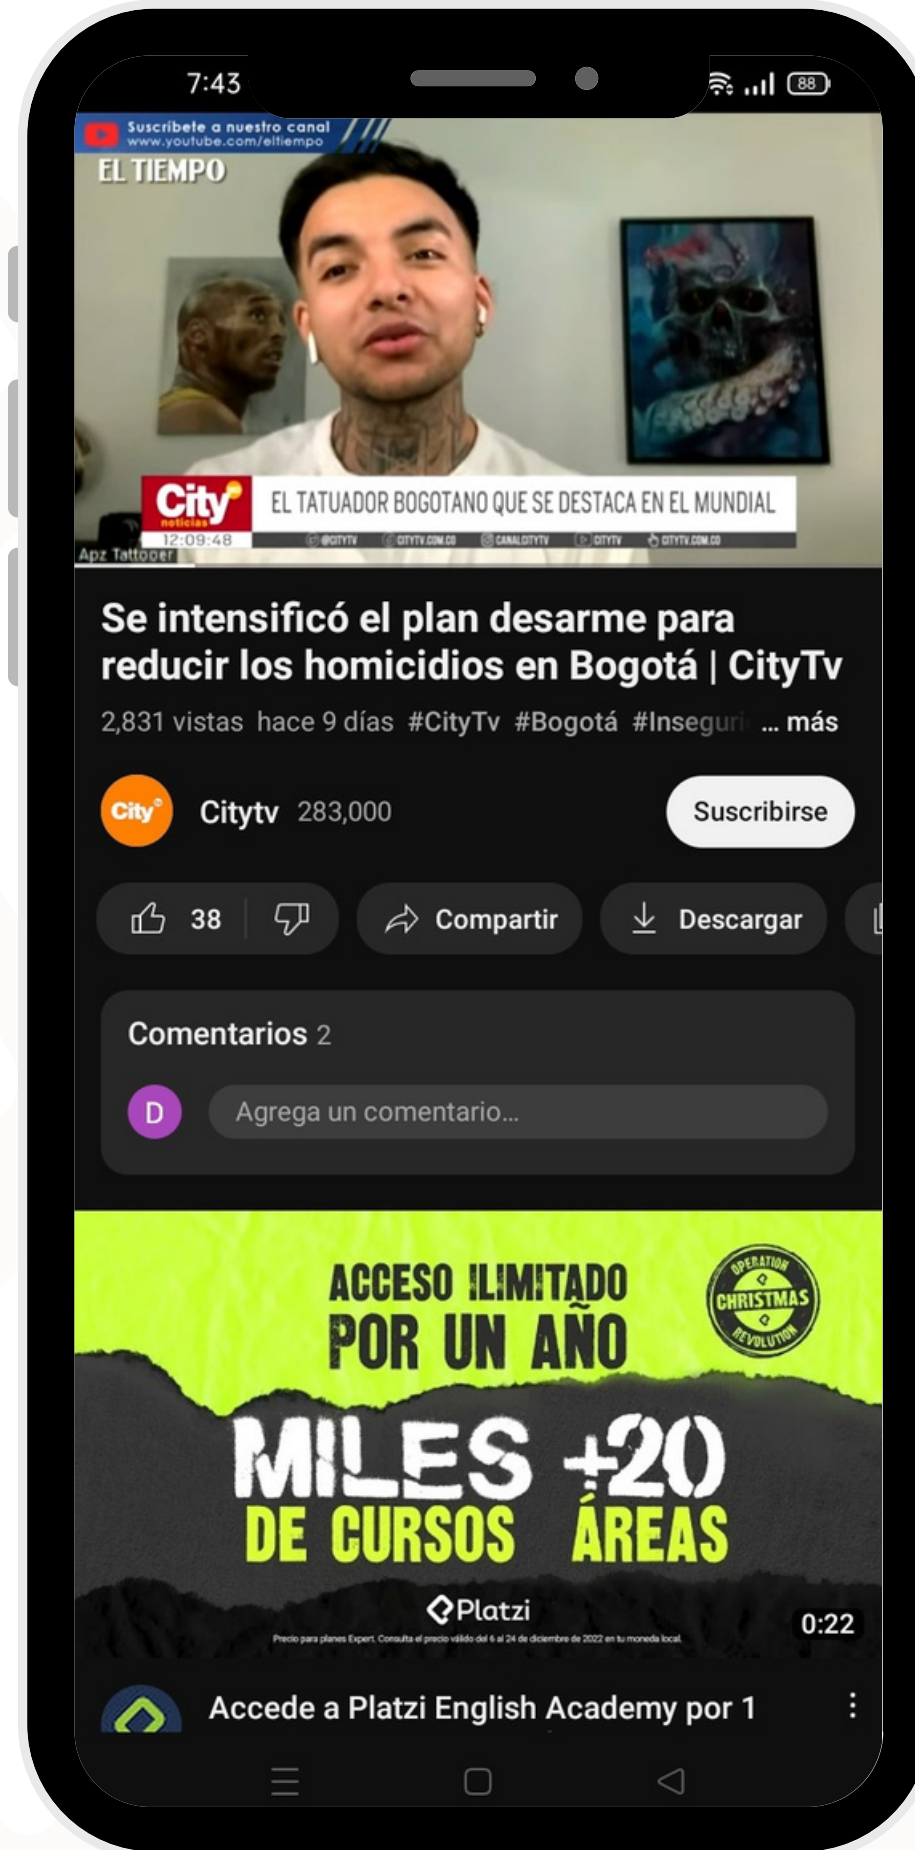 7:43
88
Suscríbete a nuestro canal
www.youtube.com/eltiempo
EL TIEMPO
City
noticias
EL TATUADOR BOGOTANO QUE SE DESTACA EN EL MUNDIAL
12:09:48
@CITYTV CITYTV.COM.CO CANALCITYTV CITYTV CITYTV.COM.CO
Apz Tattooer
Se intensificó el plan desarme para
reducir los homicidios en Bogotá | CityTv
2,831 vistas hace 9 días #CityTv #Bogotá #Inseguri ... más
City
Citytv 283,000
Suscribirse
38
Compartir
Descargar
Comentarios 2
D
Agrega un comentario...
ACCESO ILIMITADO
POR UN AÑO
OPERATION
CHRISTMAS
REVOLUTION
MILES +20
DE CURSOS ÁREAS
Platzi
Precio para planes Expert. Consulta el precio válido del 6 al 24 de diciembre de 2022 en tu moneda local.
0:22
Accede a Platzi English Academy por 1